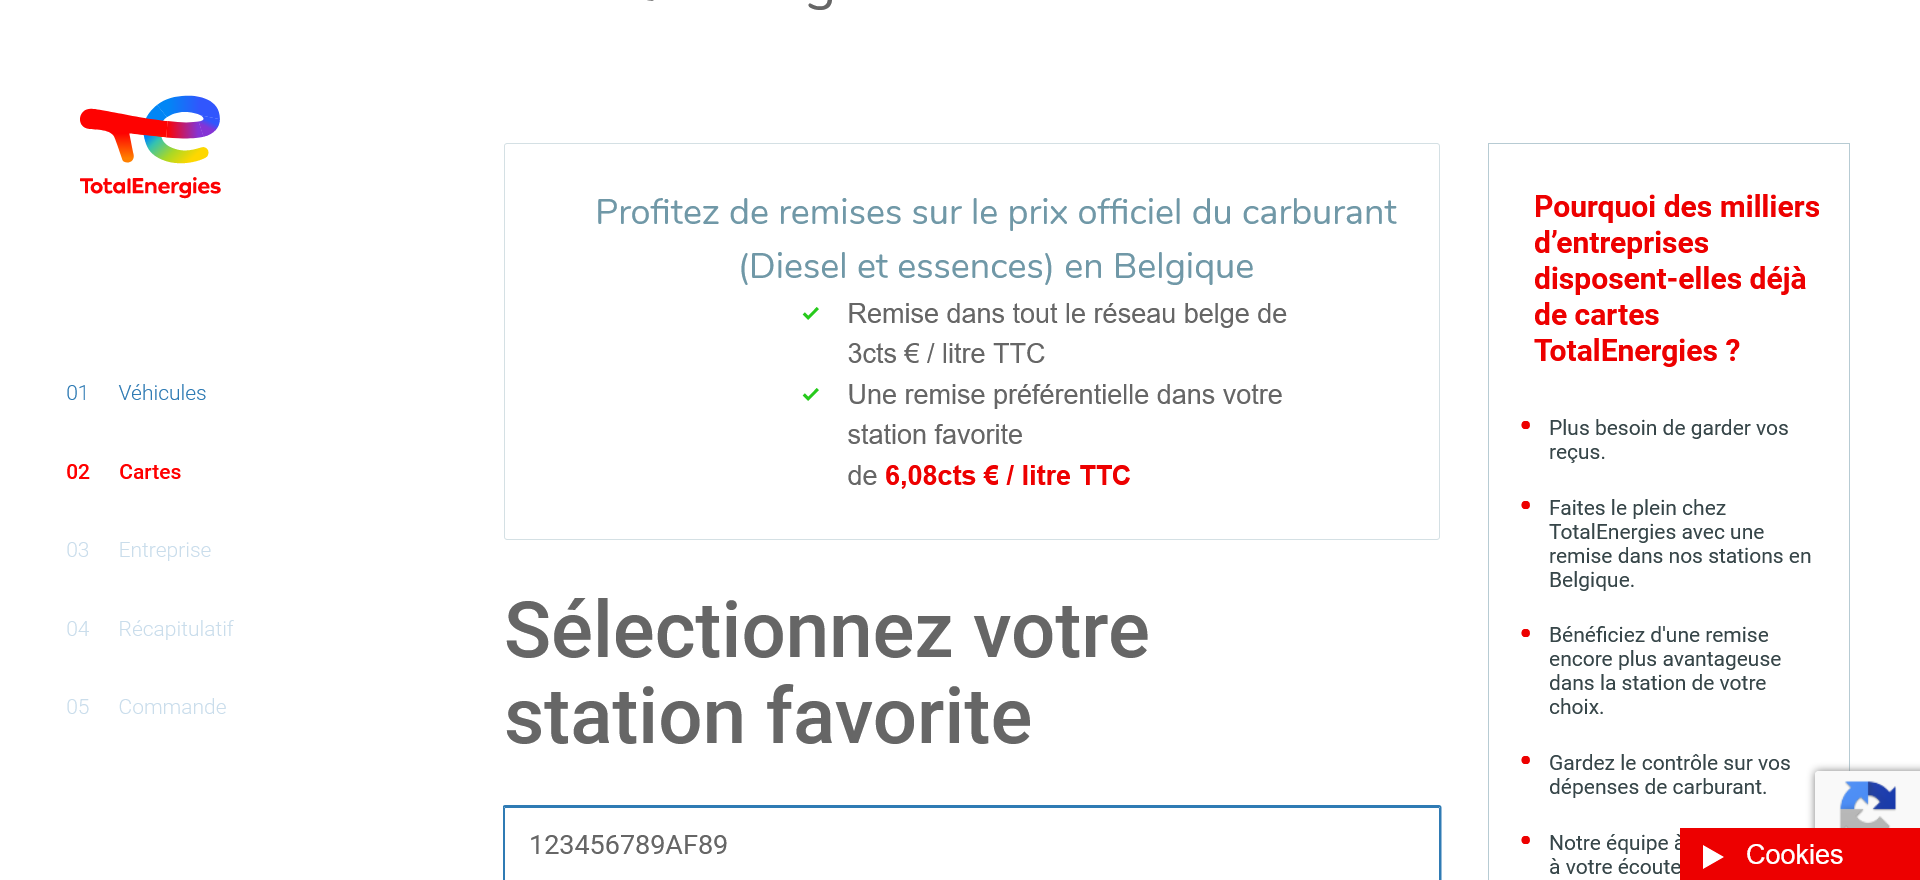 TotalEnergies
01 Véhicules
02 Cartes
03 Entreprise
04 Récapitulatif
05 Commande
Profitez de remises sur le prix officiel du carburant
(Diesel et essences) en Belgique
Remise dans tout le réseau belge de
3cts € / litre TTC
Une remise préférentielle dans votre
station favorite
de 6,08cts € / litre TTC
Sélectionnez votre
station favorite
123456789AF89
Pourquoi des milliers
d’entreprises
disposent-elles déjà
de cartes
TotalEnergies ?
Plus besoin de garder vos
reçus.
Faites le plein chez
TotalEnergies avec une
remise dans nos stations en
Belgique.
Bénéficiez d'une remise
encore plus avantageuse
dans la station de votre
choix.
Gardez le contrôle sur vos
dépenses de carburant.
Notre équipe
à votre écoute
Cookies